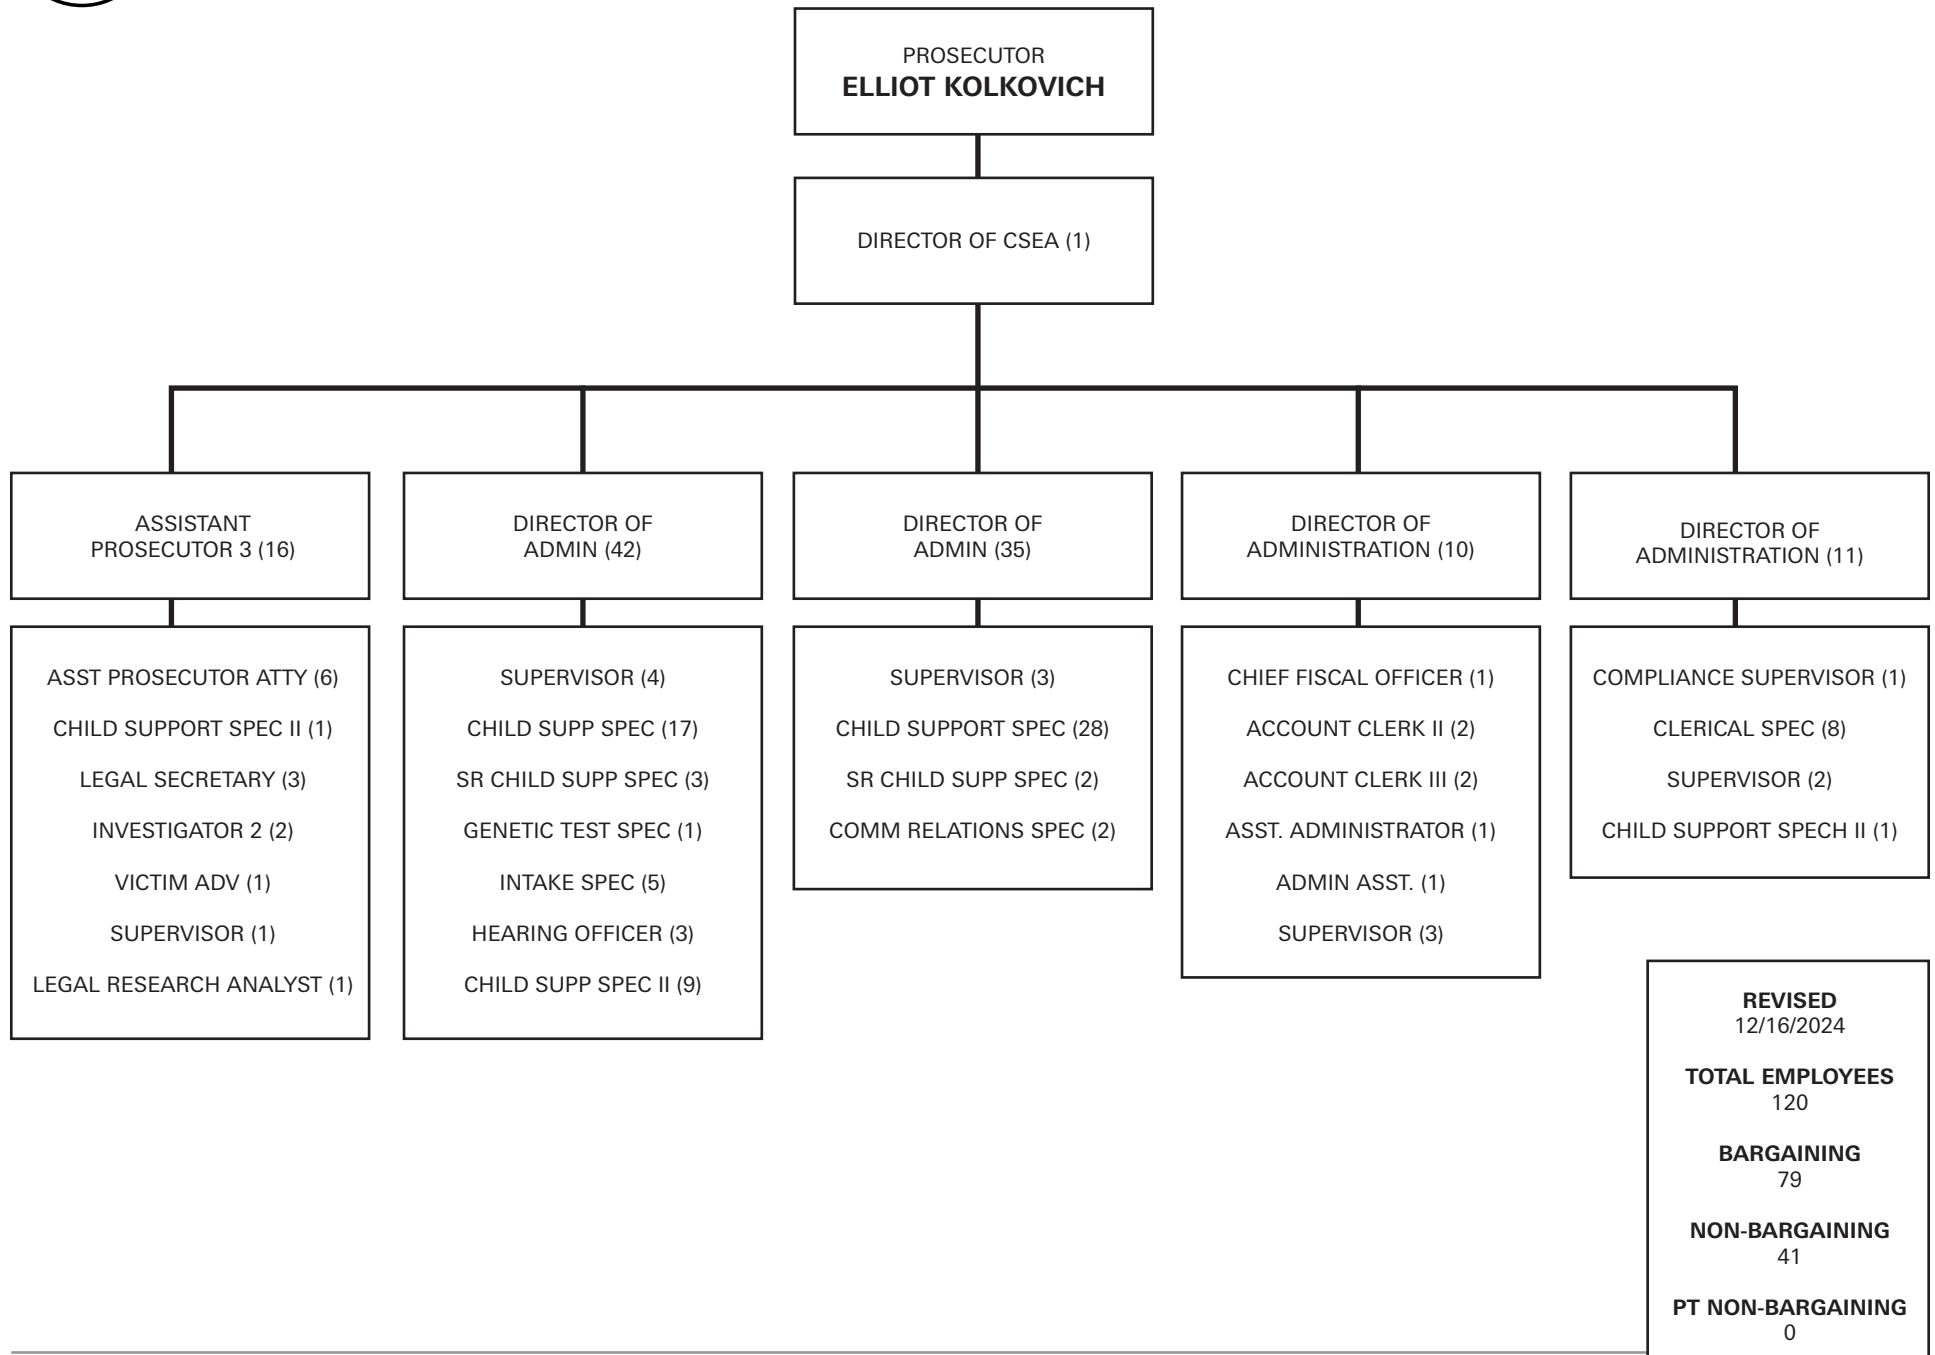 PROSECUTOR
ELLIOT KOLKOVICH
DIRECTOR OF CSEA (1)
ASSISTANT
PROSECUTOR 3 (16)
DIRECTOR OF
ADMIN (42)
DIRECTOR OF
ADMIN (35)
DIRECTOR OF
ADMINISTRATION (10)
DIRECTOR OF
ADMINISTRATION (11)
ASST PROSECUTOR ATTY (6)
CHILD SUPPORT SPEC II (1)
LEGAL SECRETARY (3)
INVESTIGATOR 2 (2)
VICTIM ADV (1)
SUPERVISOR (1)
LEGAL RESEARCH ANALYST (1)
SUPERVISOR (4)
CHILD SUPP SPEC (17)
SR CHILD SUPP SPEC (3)
GENETIC TEST SPEC (1)
INTAKE SPEC (5)
HEARING OFFICER (3)
CHILD SUPP SPEC II (9)
SUPERVISOR (3)
CHILD SUPPORT SPEC (28)
SR CHILD SUPP SPEC (2)
COMM RELATIONS SPEC (2)
CHIEF FISCAL OFFICER (1)
ACCOUNT CLERK II (2)
ACCOUNT CLERK III (2)
ASST. ADMINISTRATOR (1)
ADMIN ASST. (1)
SUPERVISOR (3)
COMPLIANCE SUPERVISOR (1)
CLERICAL SPEC (8)
SUPERVISOR (2)
CHILD SUPPORT SPECH II (1)
REVISED
12/16/2024
TOTAL EMPLOYEES
120
BARGAINING
79
NON-BARGAINING
41
PT NON-BARGAINING
0